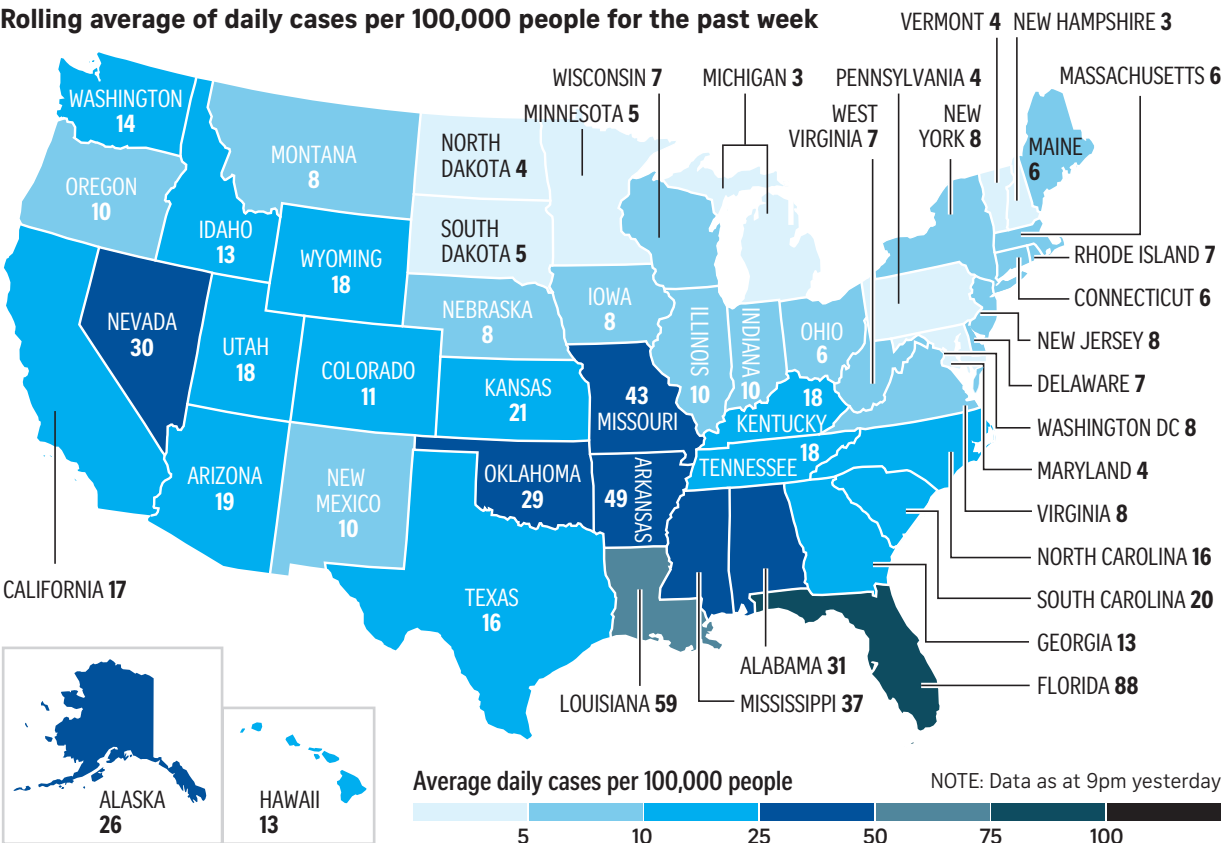 Rolling average of daily cases per 100,000 people for the past week
VERMONT 4
NEW HAMPSHIRE 3
WISCONSIN 7
MICHIGAN 3
PENNSYLVANIA 4
MASSACHUSETTS 6
WASHINGTON
14
MINNESOTA 5
WEST
VIRGINIA 7
NEW
YORK 8
MONTANA
8
NORTH
DAKOTA 4
MAINE
6
OREGON
10
IDAHO
13
WYOMING
18
SOUTH
DAKOTA 5
RHODE ISLAND 7
CONNECTICUT 6
NEVADA
30
UTAH
18
COLORADO
11
NEBRASKA
8
IOWA
8
ILLINOIS
10
INDIANA
10
OHIO
6
NEW JERSEY 8
DELAWARE 7
KANSAS
21
43
MISSOURI
18
KENTUCKY
WASHINGTON DC 8
ARIZONA
19
NEW
MEXICO
10
OKLAHOMA
29
49
ARKANSAS
18
TENNESSEE
MARYLAND 4
VIRGINIA 8
NORTH CAROLINA 16
CALIFORNIA 17
TEXAS
16
SOUTH CAROLINA 20
GEORGIA 13
ALABAMA 31
FLORIDA 88
LOUISIANA 59
MISSISSIPPI 37
ALASKA
26
HAWAII
13
Average daily cases per 100,000 people
NOTE: Data as at 9pm yesterday
5 10 25 50 75 100